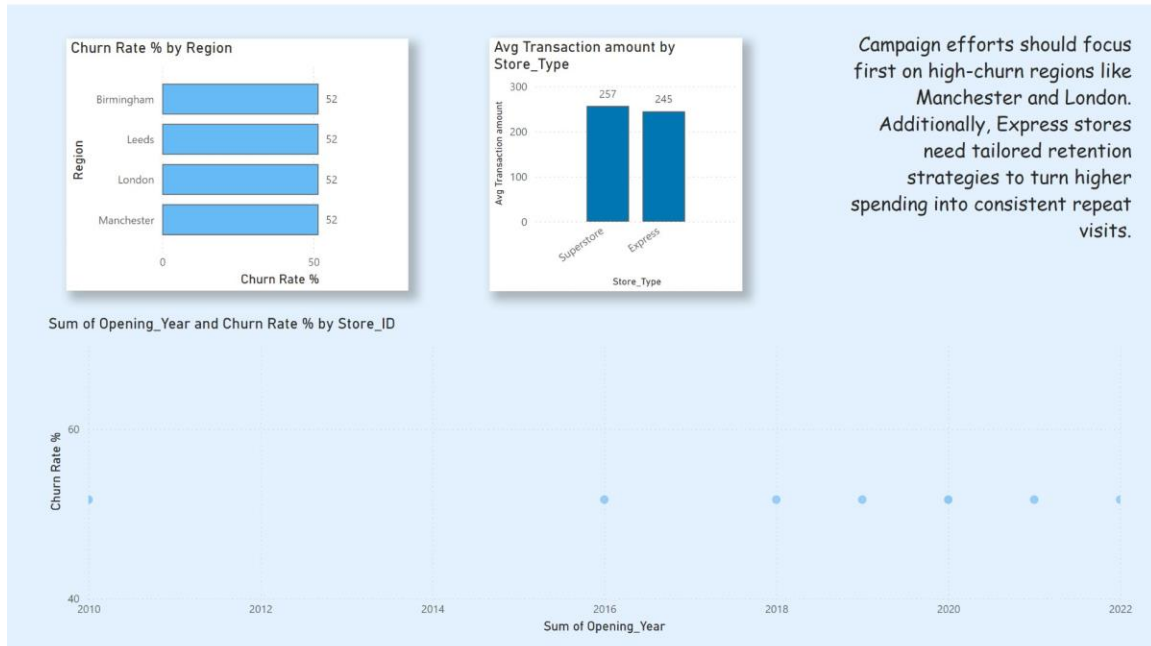 Churn Rate % by Region
Region
Birmingham
52
Leeds
52
London
52
Manchester
52
0
50
Churn Rate %
Avg Transaction amount by
Store_Type
Avg Transaction amount
300
200
100
0
257
245
Superstore
Express
Store_Type
Campaign efforts should focus
first on high-churn regions like
Manchester and London.
Additionally, Express stores
need tailored retention
strategies to turn higher
spending into consistent repeat
visits.
Sum of Opening_Year and Churn Rate % by Store_ID
Churn Rate %
60
40
2010
2012
2014
2016
2018
2020
2022
Sum of Opening_Year